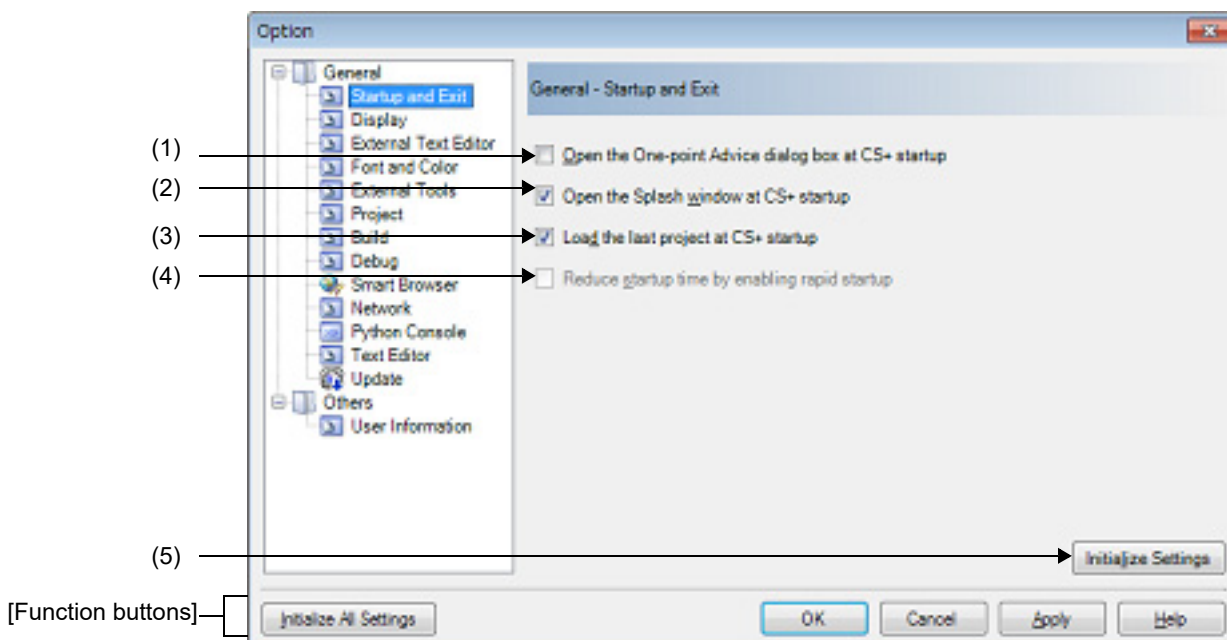 Option
General
Startup and Exit
Display
External Text Editor
Font and Color
External Tools
Project
Build
Debug
Smart Browser
Network
Python Console
Text Editor
Update
Others
User Information
General - Startup and Exit
(1)
Open the One-point Advice dialog box at CS+ startup
(2)
Open the Splash window at CS+ startup
(3)
Load the last project at CS+ startup
(4)
Reduce startup time by enabling rapid startup
(5)
Initialize Settings
[Function buttons]
Initialize All Settings
OK
Cancel
Apply
Help